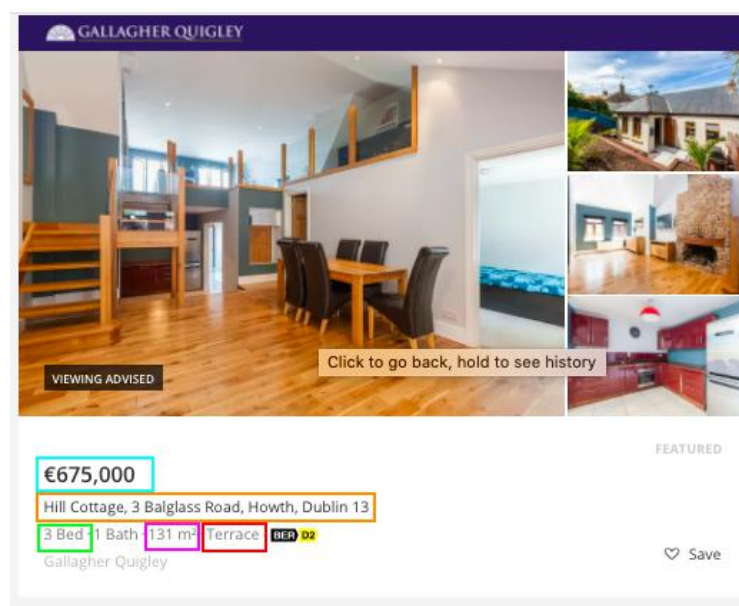 GALLAGHER QUIGLEY
Click to go back, hold to see history
VIEWING ADVISED
FEATURED
€675,000
Hill Cottage, 3 Balglass Road, Howth, Dublin 13
3 Bed · 1 Bath · 131 m² Terrace BER D2
Gallagher Quigley
Save